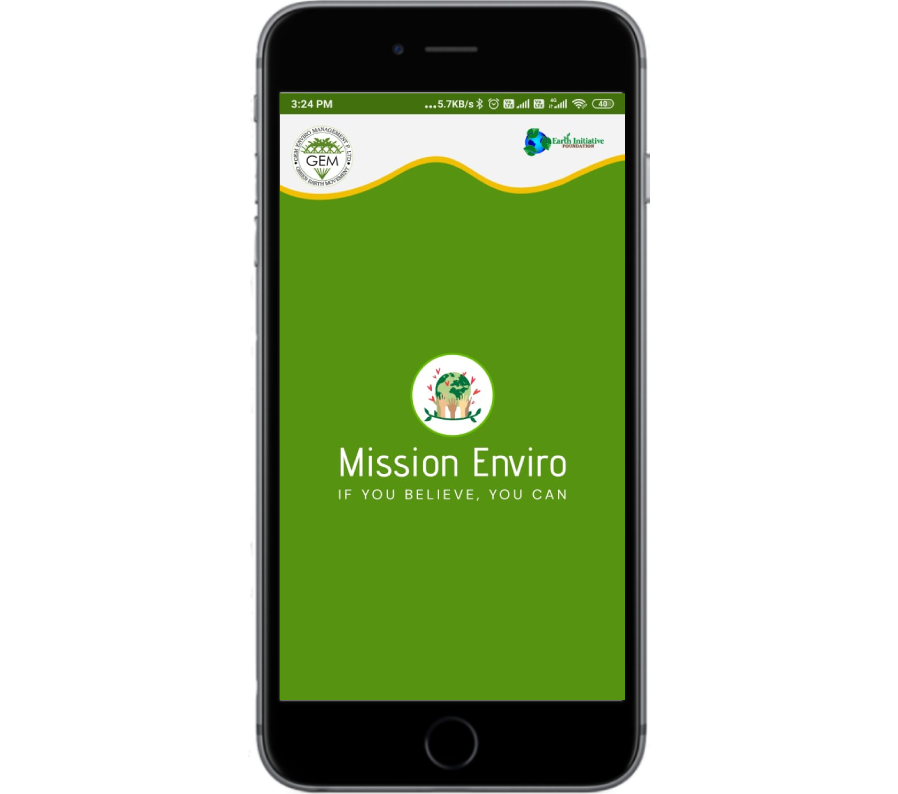 3:24 PM
...5.7KB/s
4G
40
GEM ENVIRO MANAGEMENT P. LTD.
GEM
GREEN EARTH MOVEMENT
Earth Initiative
FOUNDATION
Mission Enviro
IF YOU BELIEVE, YOU CAN